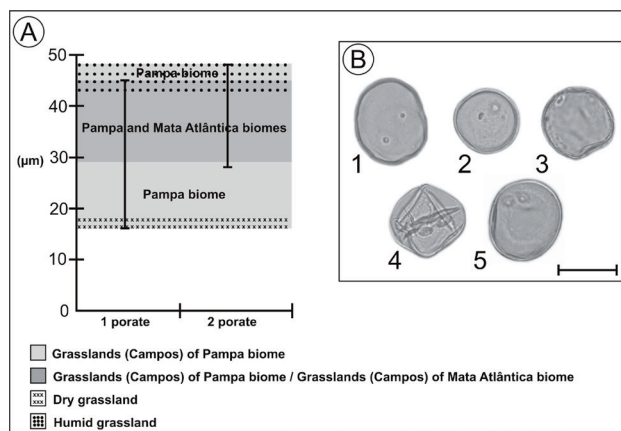 A
50
Pampa biome
40
Pampa and Mata Atlântica biomes
(μm)
30
Pampa biome
20
10
0
1 porate 2 porate
Grasslands (Campos) of Pampa biome
Grasslands (Campos) of Pampa biome / Grasslands (Campos) of Mata Atlântica biome
xxx
xxx
Dry grassland
Humid grassland
B
1 2 3
4 5